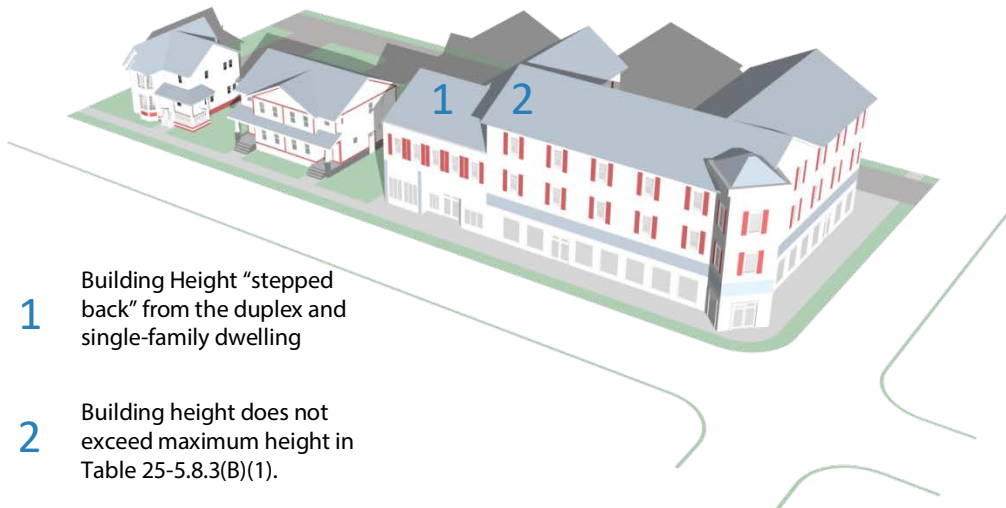 1 2
1 Building Height “stepped
back” from the duplex and
single-family dwelling
2 Building height does not
exceed maximum height in
Table 25-5.8.3(B)(1).